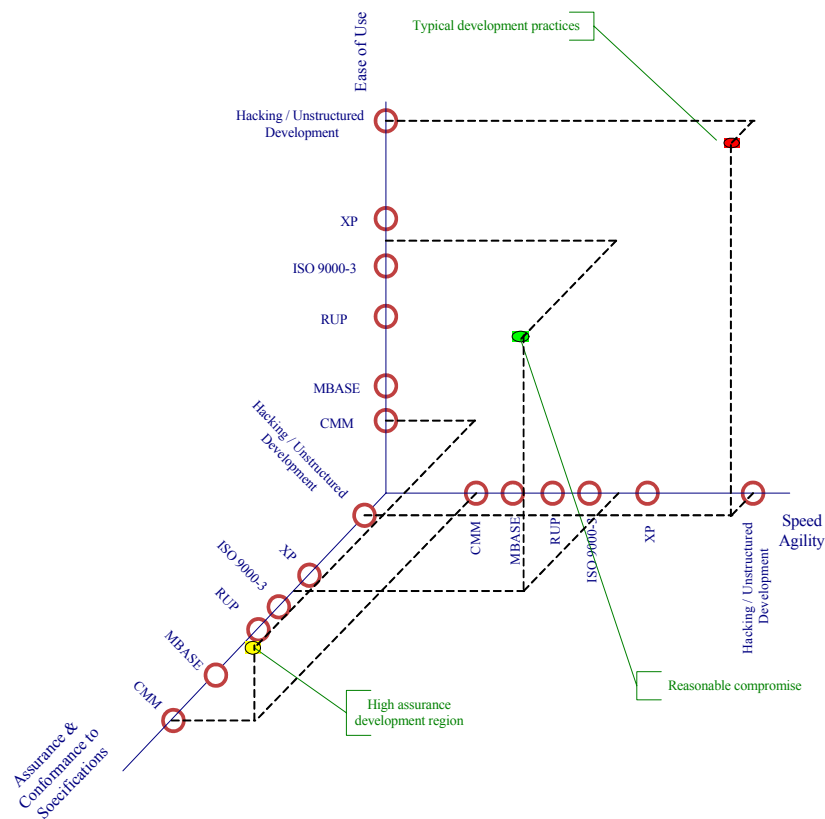 Typical development practices
Ease of Use
Hacking / Unstructured
Development
XP
ISO 9000-3
RUP
MBASE
CMM
Hacking / Unstructured
Development
XP
ISO 9000-3
RUP
MBASE
CMM
Assurance &
Conformance to
Soecifications
CMM
MBASE
RUP
ISO 9000-3
XP
Hacking / Unstructured
Development
Speed
Agility
High assurance
development region
Reasonable compromise